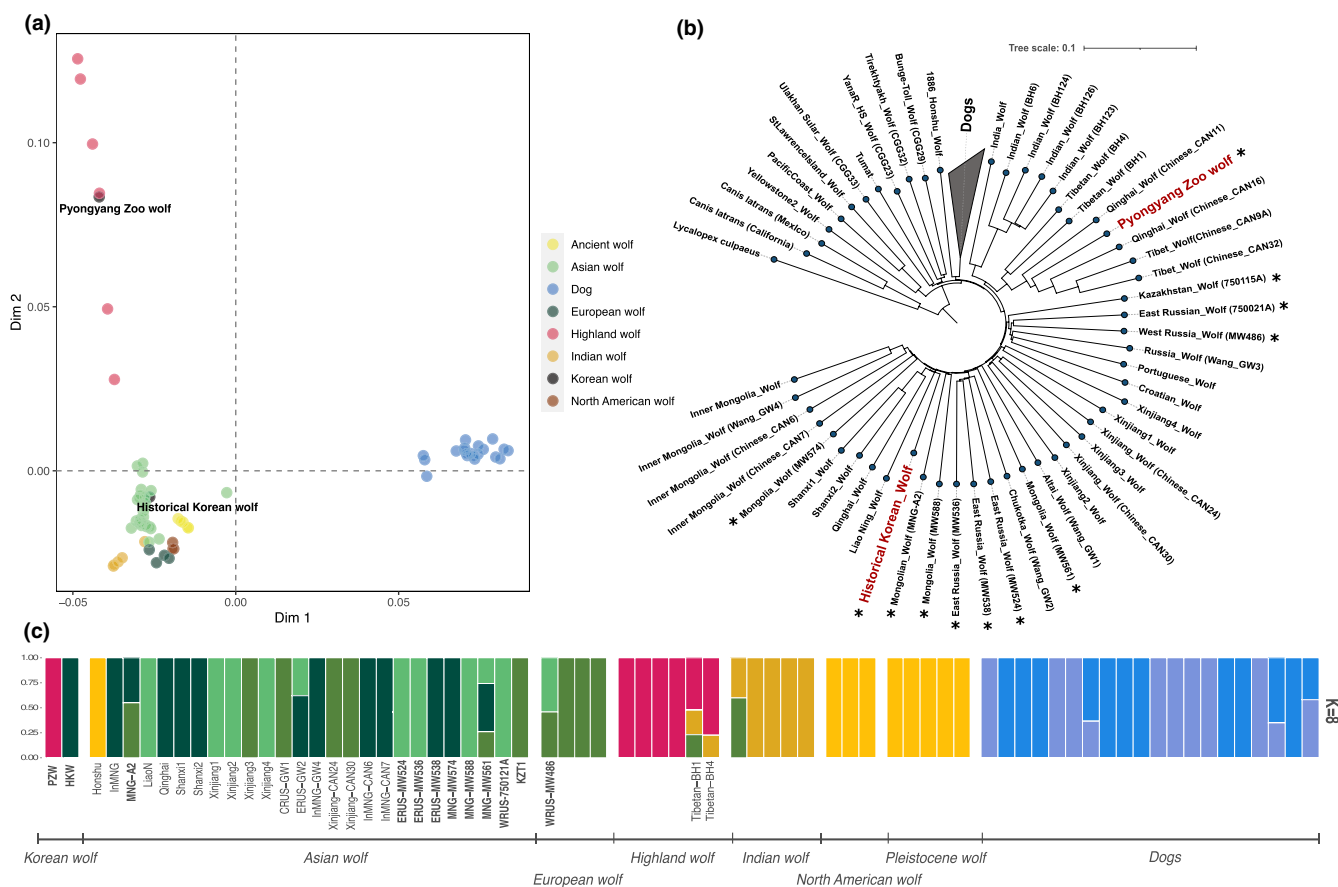 (a)
0.10
0.05
0.00
−0.05
0.00
0.05
Dim 2
Dim 1
Pyongyang Zoo wolf
Historical Korean wolf
Ancient wolf
Asian wolf
Dog
European wolf
Highland wolf
Indian wolf
Korean wolf
North American wolf
(b)
Tree scale: 0.1
Lycalopex culpaeus
Canis latrans (California)
Canis latrans (Mexico)
Yellowstone2_Wolf
PacificCoast_Wolf
StLawrenceIsland_Wolf
Ulakhan Sular_Wolf (CGG33)
Tumat
YanaR_HS_Wolf (CGG23)
Tirekhtyakh_Wolf (CGG32)
Bunge-Toll_Wolf (CGG29)
1886_Honshu_Wolf
Dogs
India_Wolf
Indian_Wolf (BH6)
Indian_Wolf (BH124)
Indian_Wolf (BH126)
Indian_Wolf (BH123)
Tibetan_Wolf (BH4)
Tibetan_Wolf (BH1)
Qinghai_Wolf (Chinese_CAN11)
Pyongyang Zoo wolf *
Qinghai_Wolf (Chinese_CAN16)
Tibet_Wolf(Chinese_CAN9A)
Tibet_Wolf (Chinese_CAN32)
Kazakhstan_Wolf (750115A) *
East Russian_Wolf (750021A) *
West Russia_Wolf (MW486) *
Russia_Wolf (Wang_GW3)
Portuguese_Wolf
Croatian_Wolf
Xinjiang4_Wolf
Xinjiang1_Wolf
Xinjiang_Wolf (Chinese_CAN24)
Xinjiang3_Wolf
Xinjiang_Wolf (Chinese_CAN30)
Xinjiang2_Wolf
Altai_Wolf (Wang_GW1)
Mongolia_Wolf (MW561) *
Chukotka_Wolf (Wang_GW2)
East Russia_Wolf (MW524) *
East Russia_Wolf (MW538) *
East Russia_Wolf (MW536) *
Mongolia_Wolf (MW588) *
Mongolian_Wolf (MNG-A2) *
Historical Korean_Wolf *
Liao Ning_Wolf
Qinghai_Wolf
Shanxi2_Wolf
Shanxi1_Wolf
Mongolia_Wolf (MW574) *
Inner Mongolia_Wolf (Chinese_CAN7)
Inner Mongolia_Wolf (Chinese_CAN6)
Inner Mongolia_Wolf (Wang_GW4)
Inner Mongolia_Wolf
(c)
1.00
0.75
0.50
0.25
0.00
K=8
PZW
HKW
Honshu
InMNG
MNG−A2
LiaoN
Qinghai
Shanxi1
Shanxi2
Xinjiang1
Xinjiang2
Xinjiang3
Xinjiang4
CRUS−GW1
ERUS−GW2
InMNG−GW4
Xinjiang−CAN24
Xinjiang−CAN30
InMNG−CAN6
InMNG−CAN7
ERUS−MW524
ERUS−MW536
ERUS−MW538
MNG−MW574
MNG−MW588
MNG−MW561
WRUS-750121A
KZT1
WRUS−MW486
Tibetan−BH1
Tibetan−BH4
Korean wolf
Asian wolf
European wolf
Highland wolf
Indian wolf
North American wolf
Pleistocene wolf
Dogs